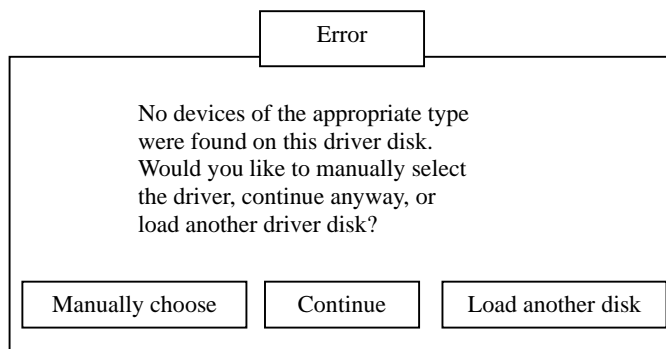 Error
No devices of the appropriate type
were found on this driver disk.
Would you like to manually select
the driver, continue anyway, or
load another driver disk?
Manually choose
Continue
Load another disk